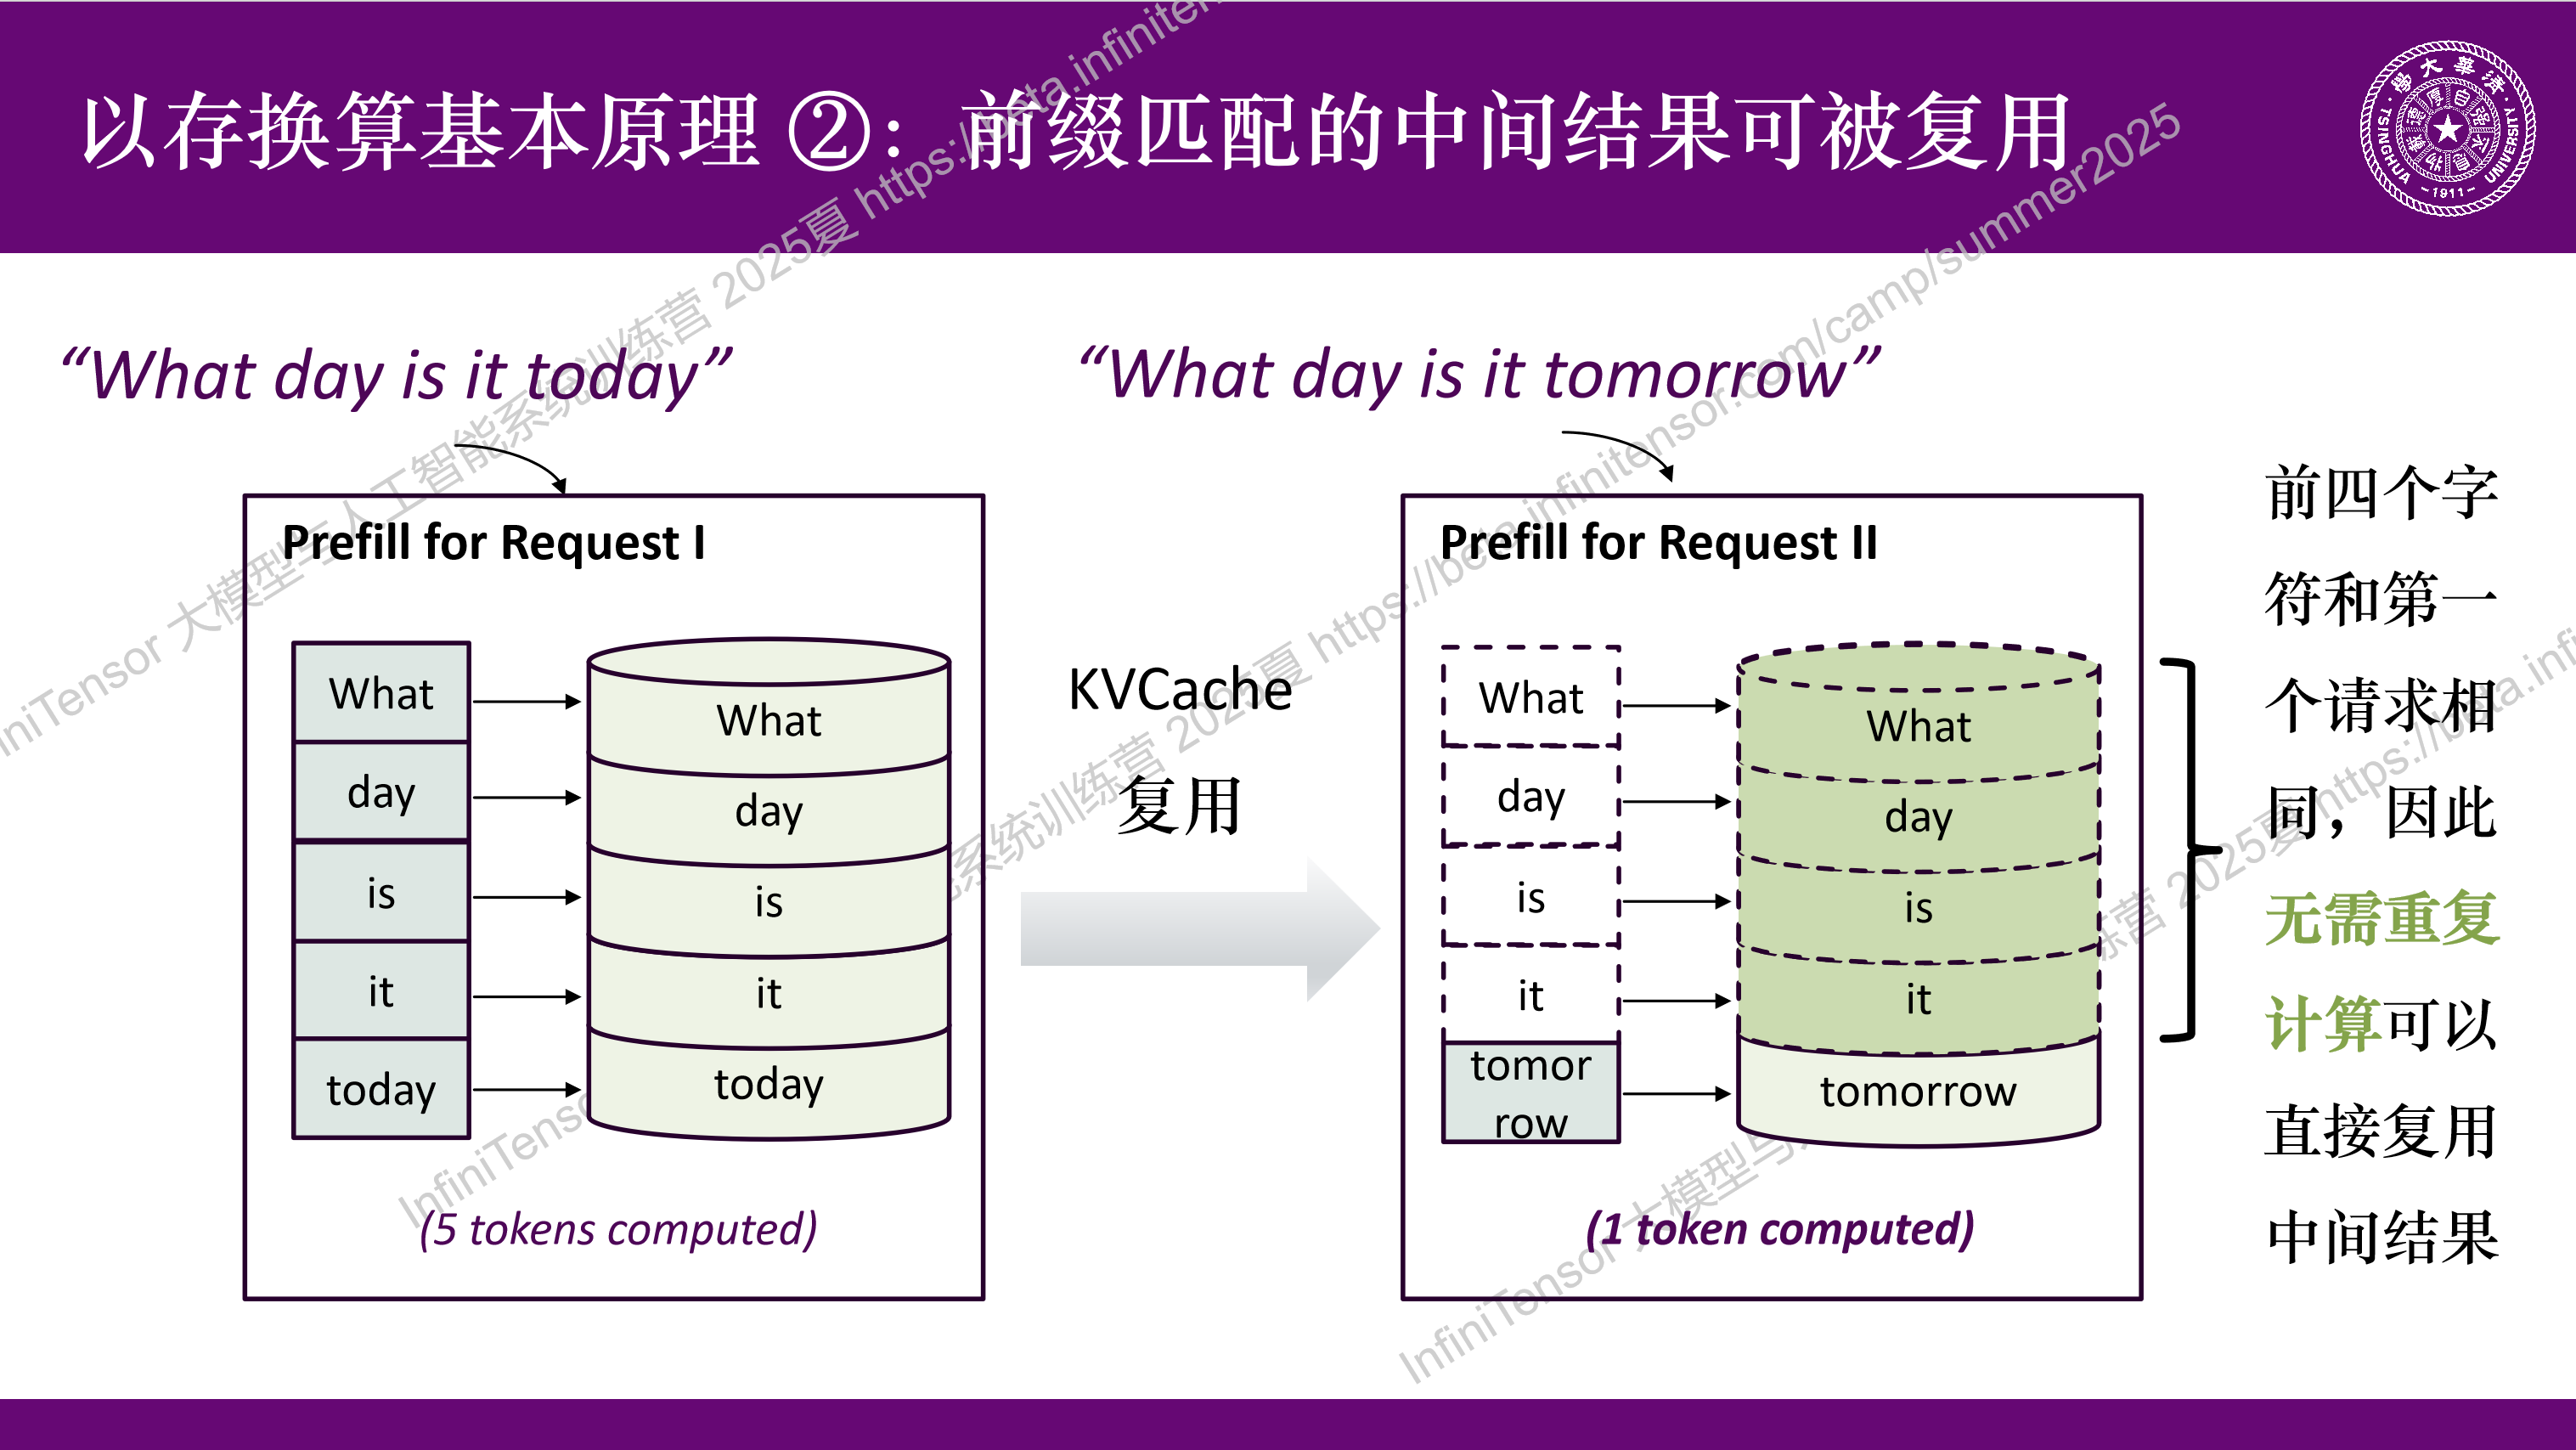 以存换算基本原理 ②：前缀匹配的中间结果可被复用
TSINGHUA UNIVERSITY
-1911-
“What day is it today”
“What day is it tomorrow”
Prefill for Request I
What
day
is
it
today
What
day
is
it
today
(5 tokens computed)
KVCache
复用
Prefill for Request II
What
day
is
it
tomor
row
What
day
is
it
tomorrow
(1 token computed)
前四个字
符和第一
个请求相
同，因此
无需重复
计算可以
直接复用
中间结果
InfiniTensor 大模型与人工智能系统训练营 2025夏 https://beta.infinitensor.com/camp/summer2025